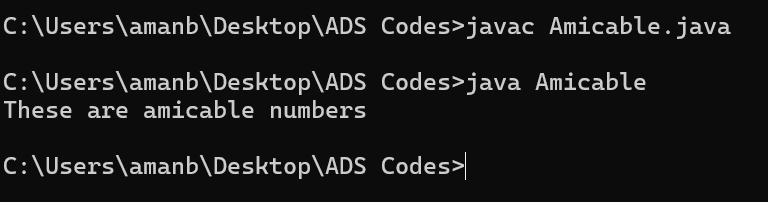 C:\Users\amanb\Desktop\ADS Codes>javac Amicable.java
C:\Users\amanb\Desktop\ADS Codes>java Amicable
These are amicable numbers
C:\Users\amanb\Desktop\ADS Codes>